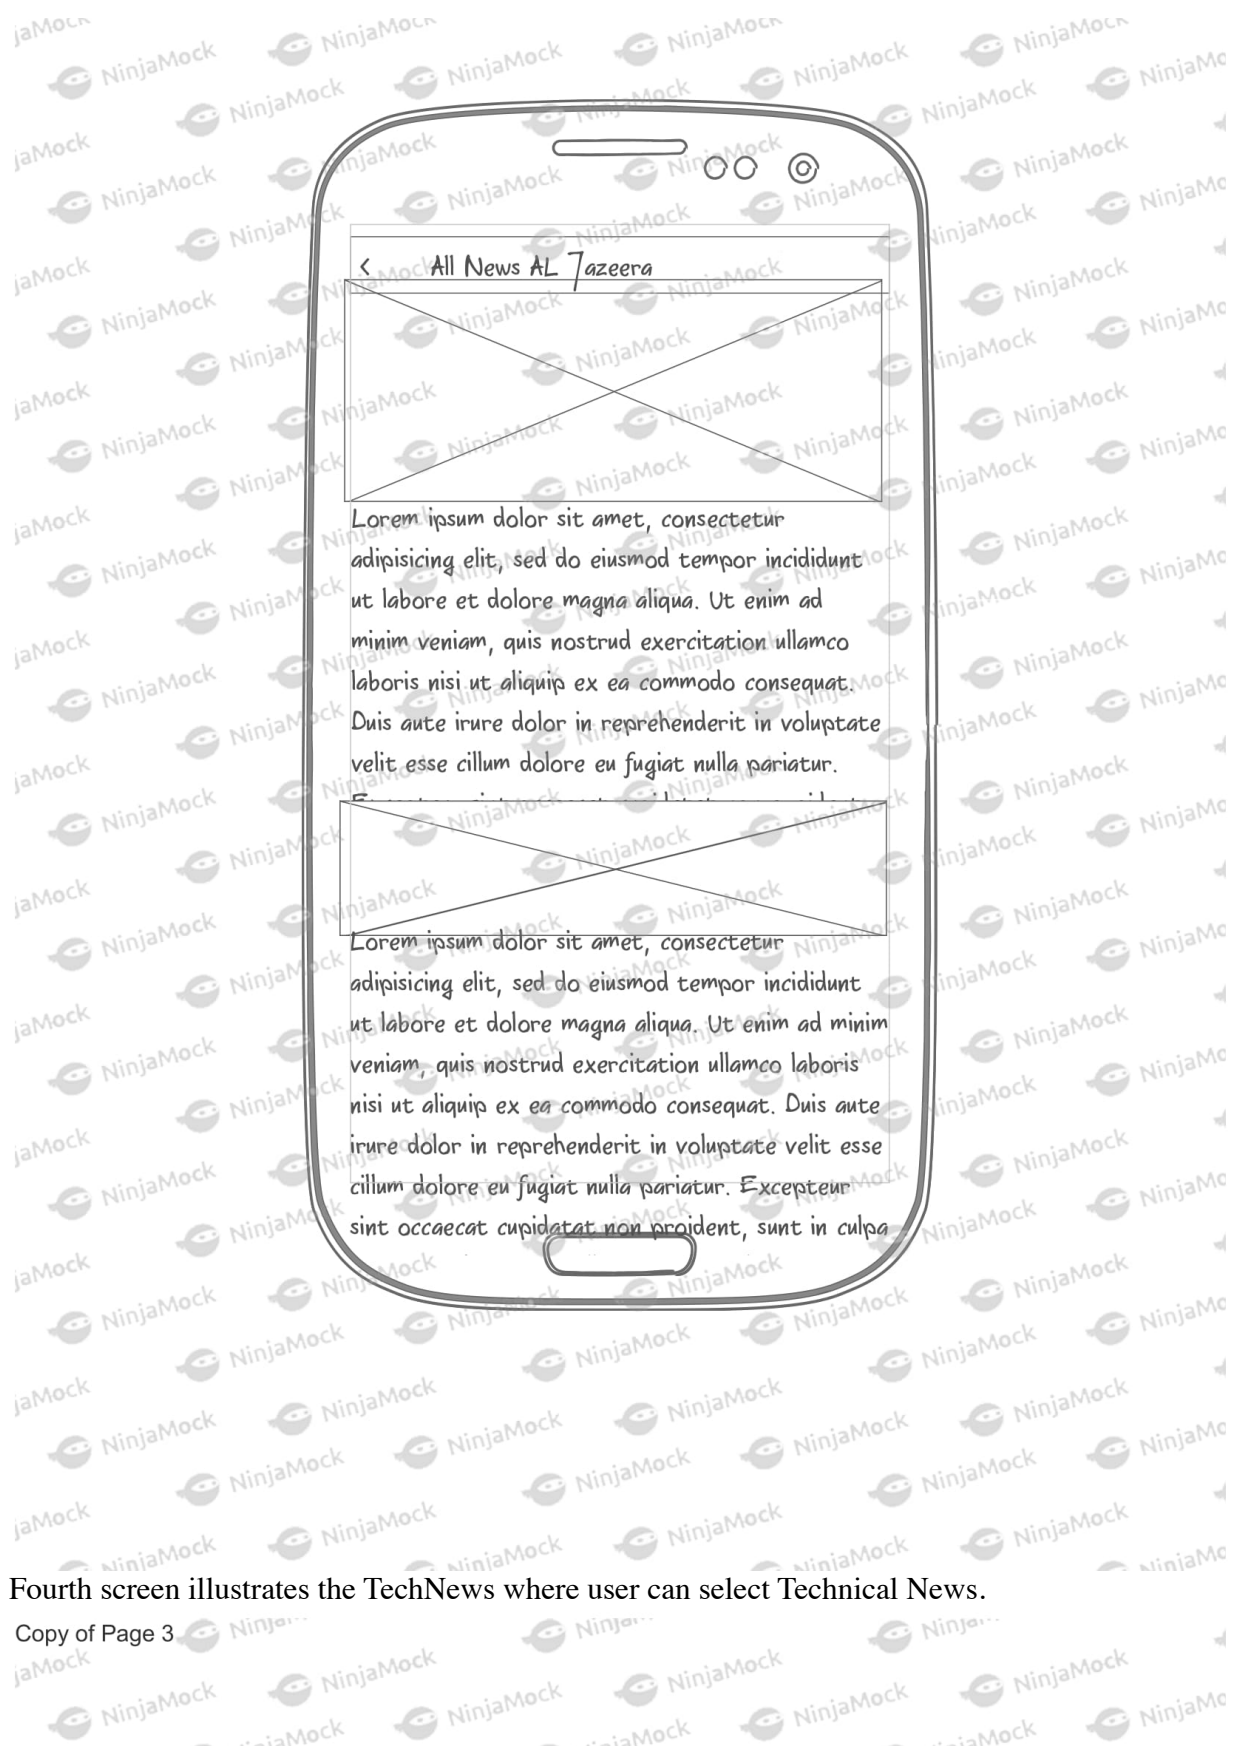 < All News AL Jazeera
Lorem ipsum dolor sit amet, consectetur
adipisicing elit, sed do eiusmod tempor incididunt
ut labore et dolore magna aliqua. Ut enim ad
minim veniam, quis nostrud exercitation ullamco
laboris nisi ut aliquip ex ea commodo consequat.
Duis aute irure dolor in reprehenderit in voluptate
velit esse cillum dolore eu fugiat nulla pariatur.
Lorem ipsum dolor sit amet, consectetur
adipisicing elit, sed do eiusmod tempor incididunt
ut labore et dolore magna aliqua. Ut enim ad minim
veniam, quis nostrud exercitation ullamco laboris
nisi ut aliquip ex ea commodo consequat. Duis aute
irure dolor in reprehenderit in voluptate velit esse
cillum dolore eu fugiat nulla pariatur. Excepteur
sint occaecat cupidatat non proident, sunt in culpa
Fourth screen illustrates the TechNews where user can select Technical News.
Copy of Page 3
NinjaMock